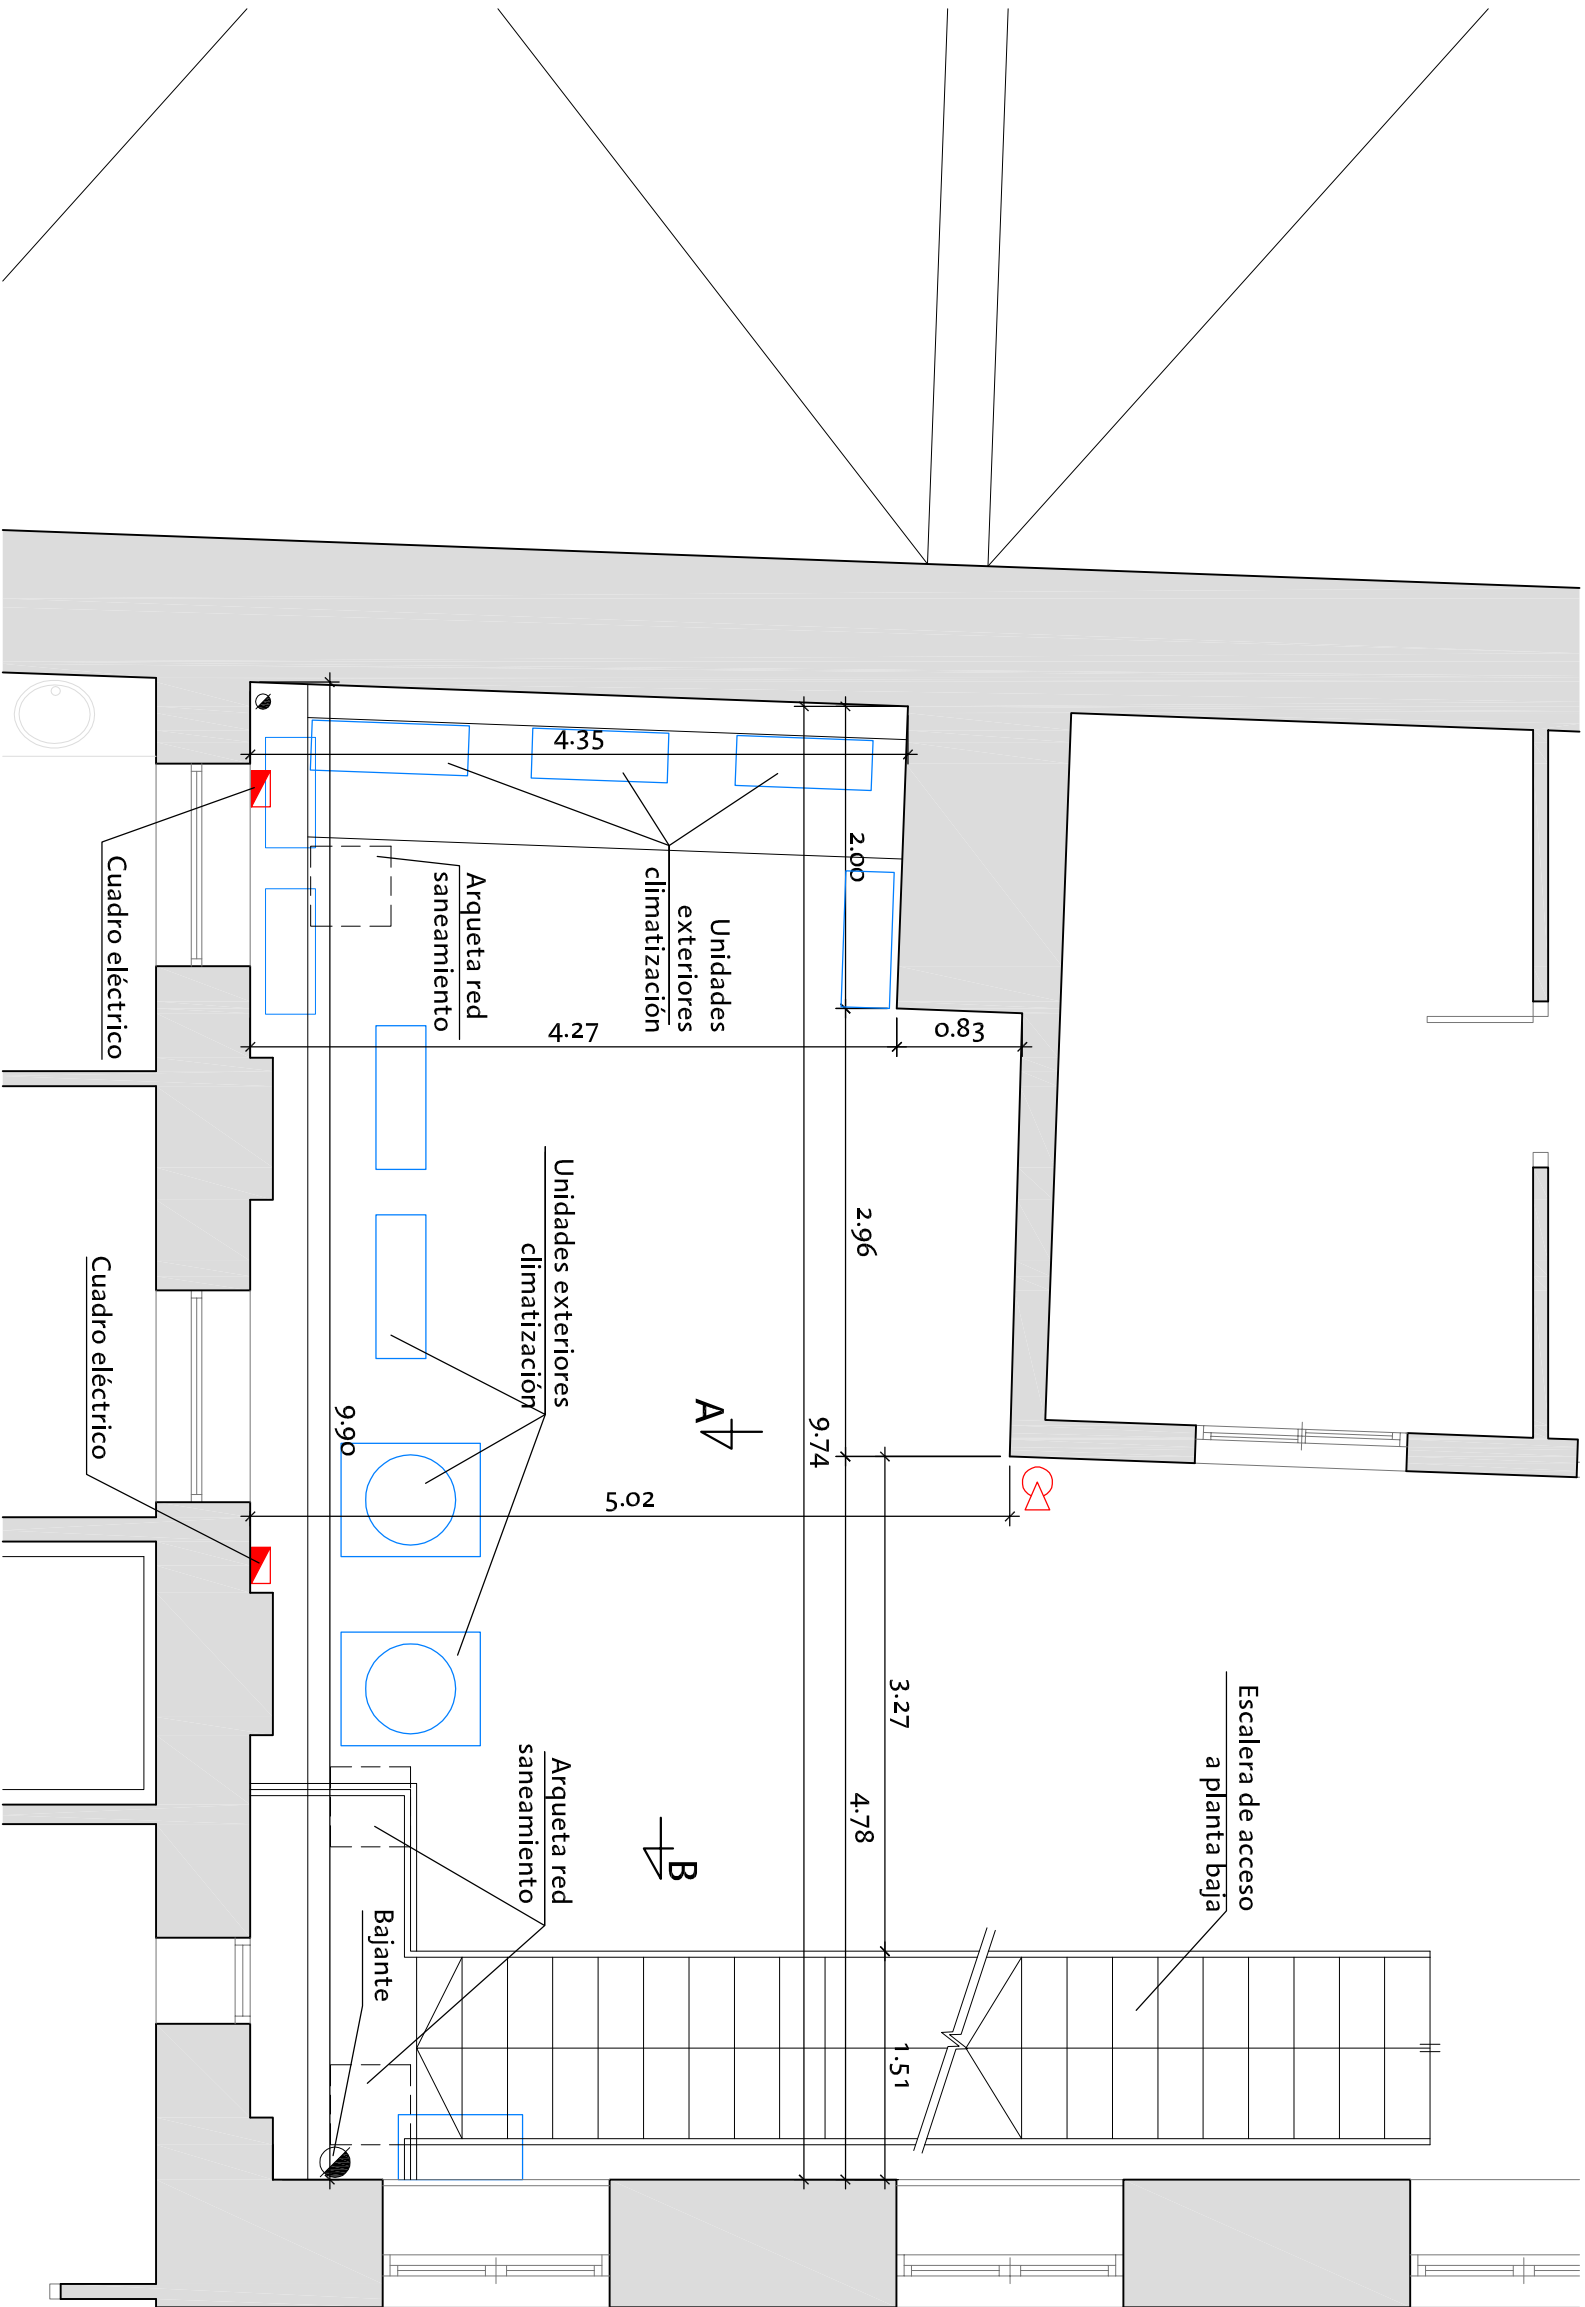 4.35
2.00
Cuadro eléctrico
Arqueta red
saneamiento
Unidades
exteriores
climatización
4.27
0.83
2.96
Unidades exteriores
climatización
Cuadro eléctrico
A
9.90
9.74
5.02
3.27
Escalera de acceso
a planta baja
4.78
Arqueta red
saneamiento
B
Bajante
1.51